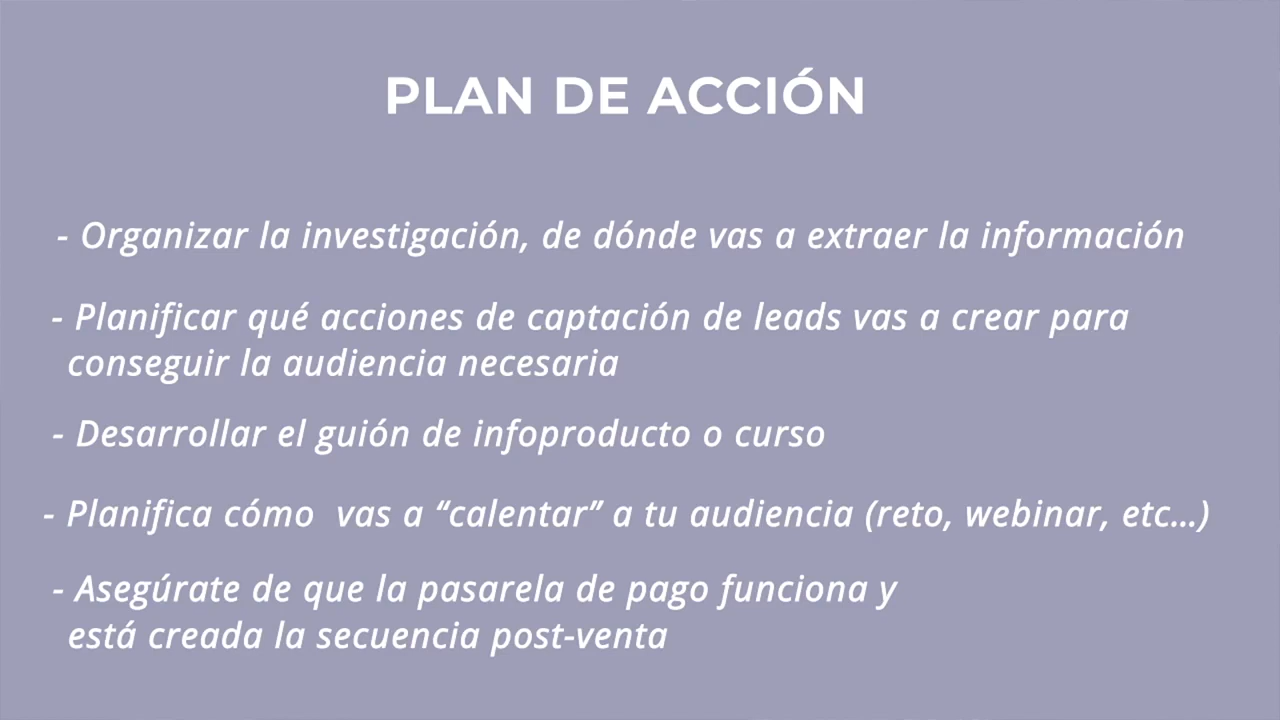 PLAN DE ACCIÓN
- Organizar la investigación, de dónde vas a extraer la información
- Planificar qué acciones de captación de leads vas a crear para
conseguir la audiencia necesaria
- Desarrollar el guión de infoproducto o curso
- Planifica cómo  vas a “calentar” a tu audiencia (reto, webinar, etc...)
- Asegúrate de que la pasarela de pago funciona y
está creada la secuencia post-venta